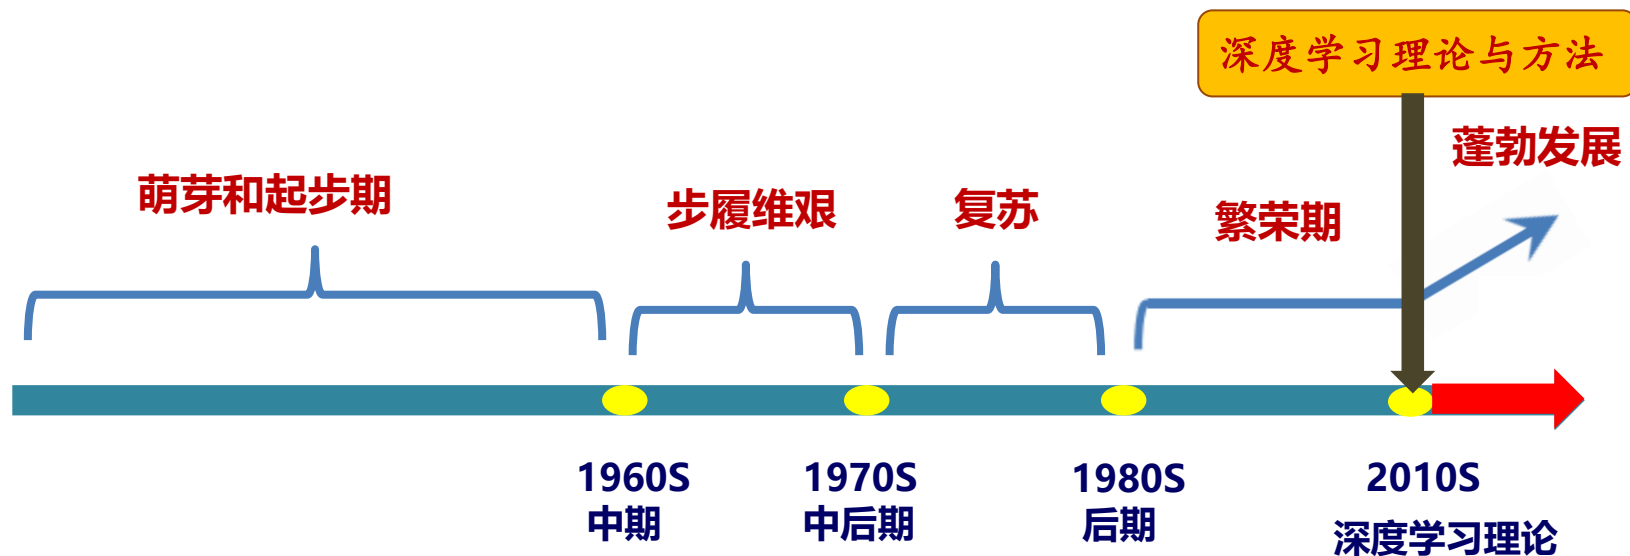 深度学习理论与方法
蓬勃发展
萌芽和起步期
步履维艰
复苏
繁荣期
1960S
中期
1970S
中后期
1980S
后期
2010S
深度学习理论